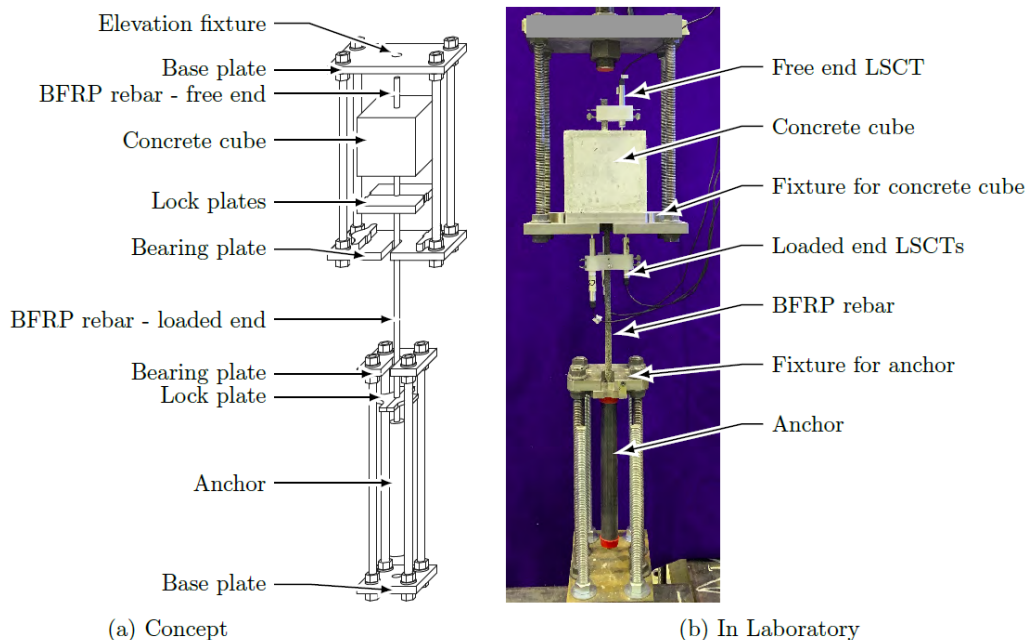 Elevation fixture
Base plate
BFRP rebar - free end
Concrete cube
Lock plates
Bearing plate
BFRP rebar - loaded end
Bearing plate
Lock plate
Anchor
Base plate
(a) Concept
Free end LSCT
Concrete cube
Fixture for concrete cube
Loaded end LSCTs
BFRP rebar
Fixture for anchor
Anchor
(b) In Laboratory